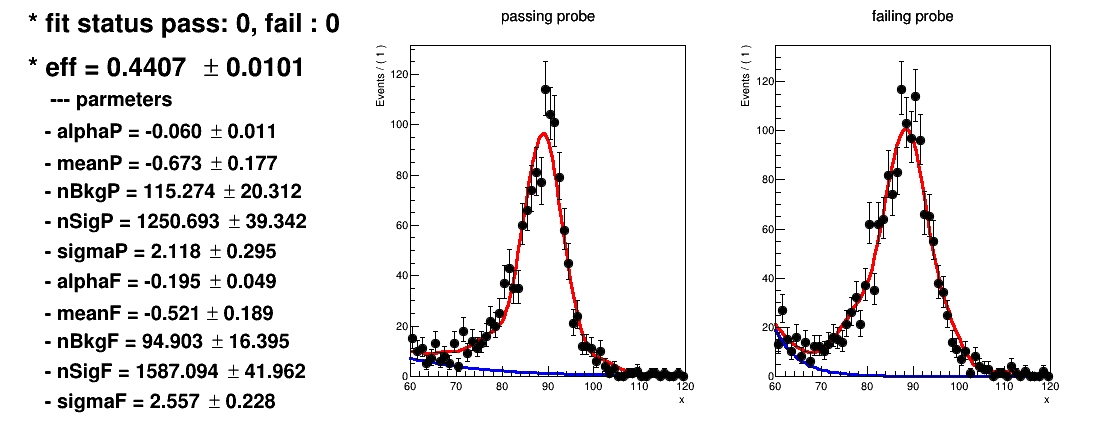 * fit status pass: 0, fail : 0
* eff = 0.4407 ± 0.0101
--- parmeters
- alphaP = -0.060 ± 0.011
- meanP = -0.673 ± 0.177
- nBkgP = 115.274 ± 20.312
- nSigP = 1250.693 ± 39.342
- sigmaP = 2.118 ± 0.295
- alphaF = -0.195 ± 0.049
- meanF = -0.521 ± 0.189
- nBkgF = 94.903 ± 16.395
- nSigF = 1587.094 ± 41.962
- sigmaF = 2.557 ± 0.228
passing probe
Events / ( 1 )
120
100
80
60
40
20
0
60 70 80 90 100 110 120
x
failing probe
Events / ( 1 )
120
100
80
60
40
20
0
60 70 80 90 100 110 120
x